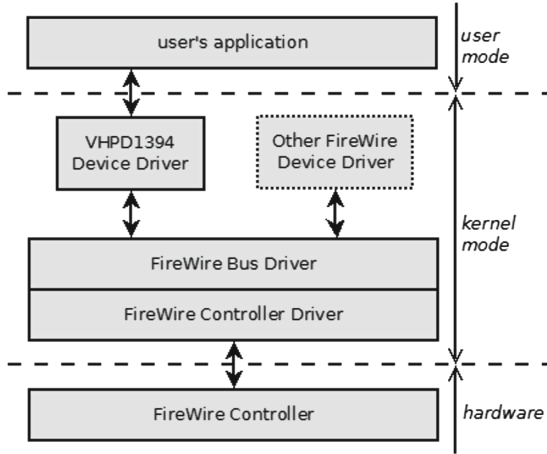 user's application
user
mode
VHPD1394
Device Driver
Other FireWire
Device Driver
kernel
mode
FireWire Bus Driver
FireWire Controller Driver
FireWire Controller
hardware